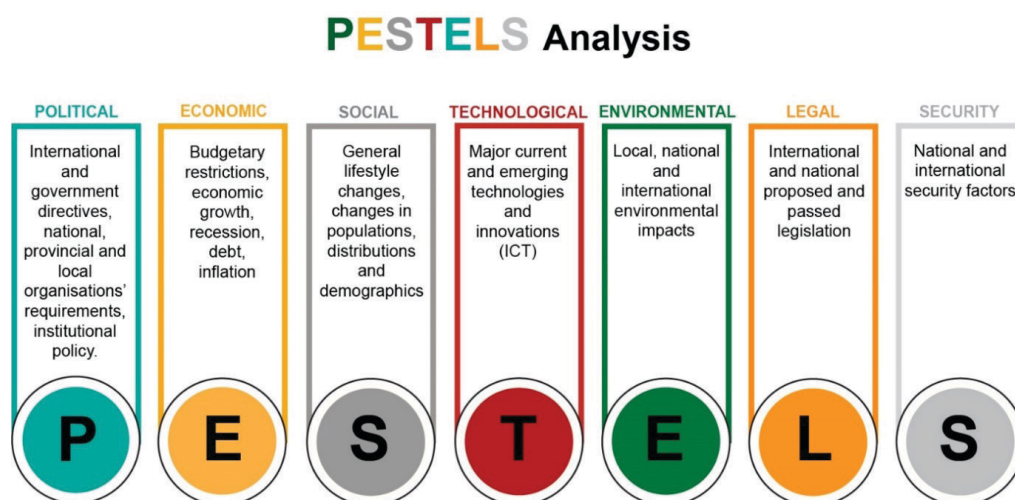 PESTELS Analysis
POLITICAL
International
and
government
directives,
national,
provincial and
local
organisations’
requirements,
institutional
policy.
P
ECONOMIC
Budgetary
restrictions,
economic
growth,
recession,
debt,
inflation
E
SOCIAL
General
lifestyle
changes,
changes in
populations,
distributions
and
demographics
S
TECHNOLOGICAL
Major current
and emerging
technologies
and
innovations
(ICT)
T
ENVIRONMENTAL
Local, national
and
international
environmental
impacts
E
LEGAL
International
and national
proposed and
passed
legislation
L
SECURITY
National and
international
security factors
S